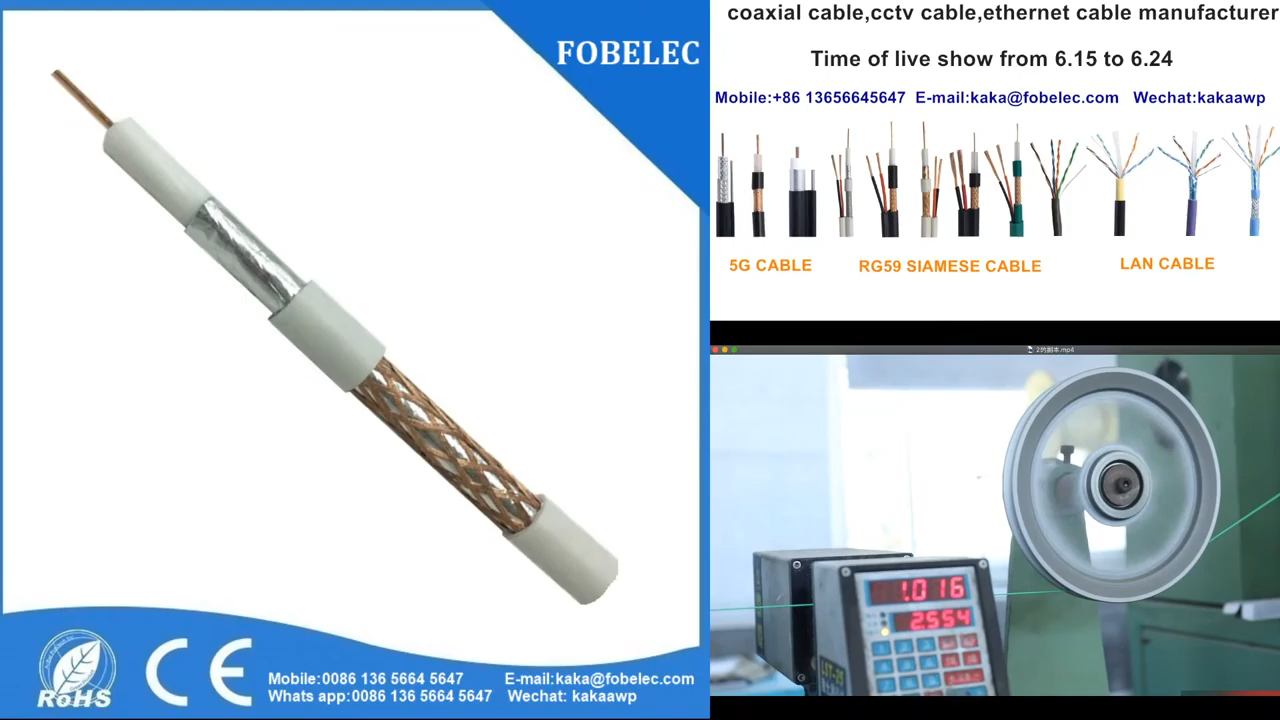 FOBELEC
RoHS
CE
Mobile:0086 136 5664 5647 E-mail:kaka@fobelec.com
Whats app:0086 136 5664 5647 Wechat: kakaawp
coaxial cable,cctv cable,ethernet cable manufacturer
Time of live show from 6.15 to 6.24
Mobile:+86 13656645647 E-mail:kaka@fobelec.com Wechat:kakaawp
5G CABLE
RG59 SIAMESE CABLE
LAN CABLE
1.016
2.554